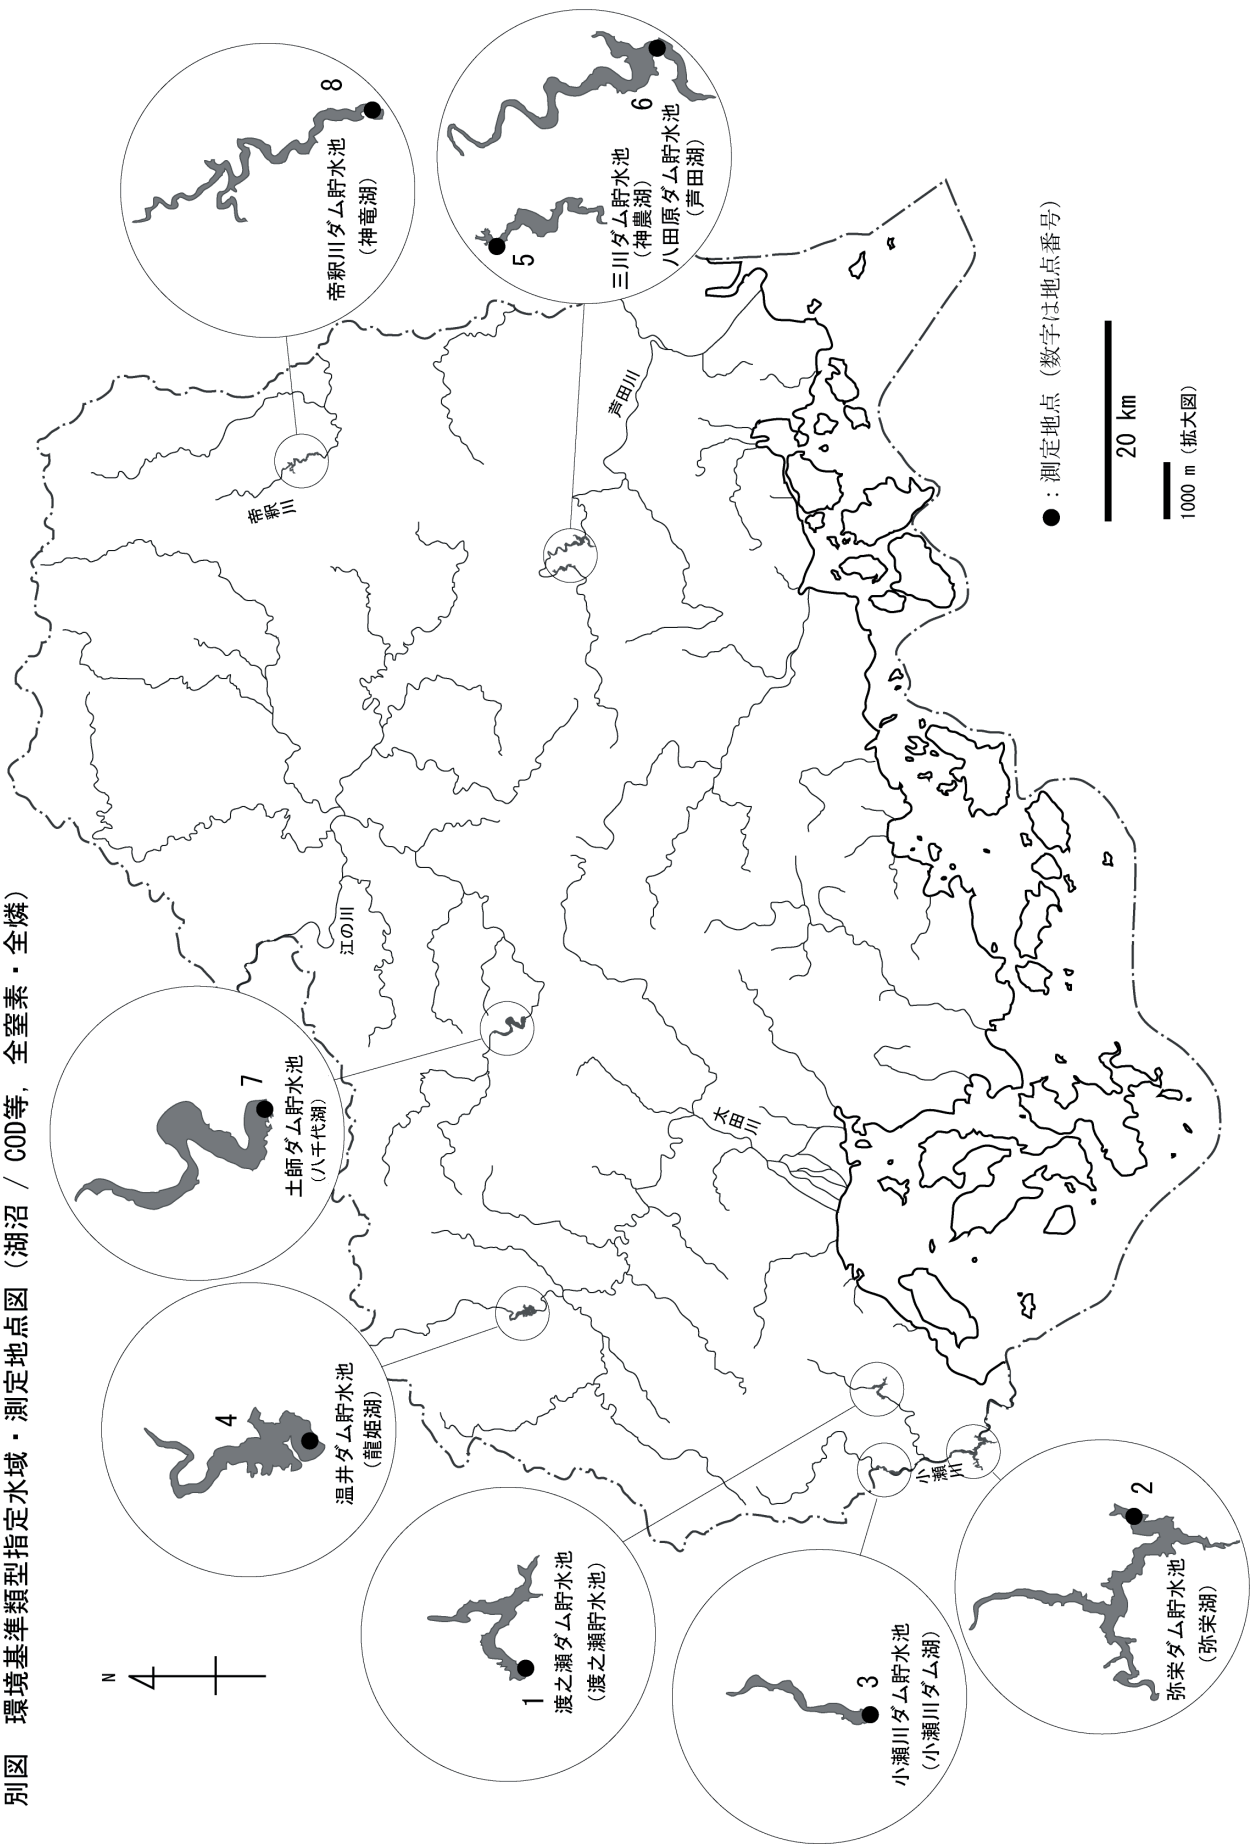 別図　環境基準類型指定水域・測定地点図（湖沼 / COD等，全窒素・全燐）
N
1
渡之瀬ダム貯水池
（渡之瀬貯水池）
3
小瀬川ダム貯水池
（小瀬川ダム湖）
2
弥栄ダム貯水池
（弥栄湖）
4
温井ダム貯水池
（龍姫湖）
7
土師ダム貯水池
（八千代湖）
8
帝釈川ダム貯水池
（神竜湖）
5
三川ダム貯水池
（神農湖）
6
八田原ダム貯水池
（芦田湖）
小瀬川
太田川
江の川
帝釈川
芦田川
●：測定地点（数字は地点番号）
20 km
1000 m（拡大図）